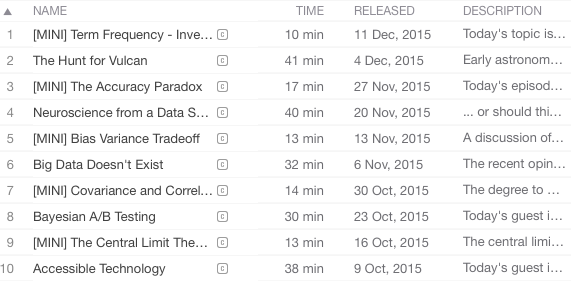 ▲ NAME TIME RELEASED DESCRIPTION
1 [MINI] Term Frequency - Inve... C 10 min 11 Dec, 2015 Today's topic is...
2 The Hunt for Vulcan C 41 min 4 Dec, 2015 Early astronom...
3 [MINI] The Accuracy Paradox C 17 min 27 Nov, 2015 Today's episod...
4 Neuroscience from a Data S... C 40 min 20 Nov, 2015 ... or should thi...
5 [MINI] Bias Variance Tradeoff C 13 min 13 Nov, 2015 A discussion of...
6 Big Data Doesn't Exist C 32 min 6 Nov, 2015 The recent opin...
7 [MINI] Covariance and Correl... C 14 min 30 Oct, 2015 The degree to ...
8 Bayesian A/B Testing C 30 min 23 Oct, 2015 Today's guest i...
9 [MINI] The Central Limit The... C 13 min 16 Oct, 2015 The central limi...
10 Accessible Technology C 38 min 9 Oct, 2015 Today's guest i...